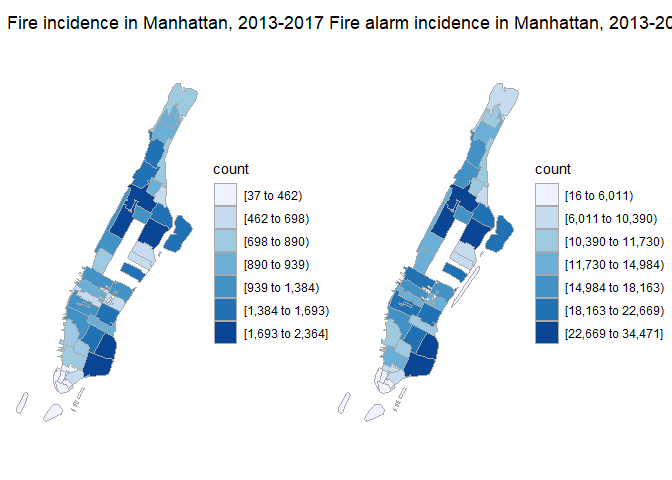 Fire incidence in Manhattan, 2013-2017 Fire alarm incidence in Manhattan, 2013-20
count
[37 to 462)
[462 to 698)
[698 to 890)
[890 to 939)
[939 to 1,384)
[1,384 to 1,693)
[1,693 to 2,364]
count
[16 to 6,011)
[6,011 to 10,390)
[10,390 to 11,730)
[11,730 to 14,984)
[14,984 to 18,163)
[18,163 to 22,669)
[22,669 to 34,471]